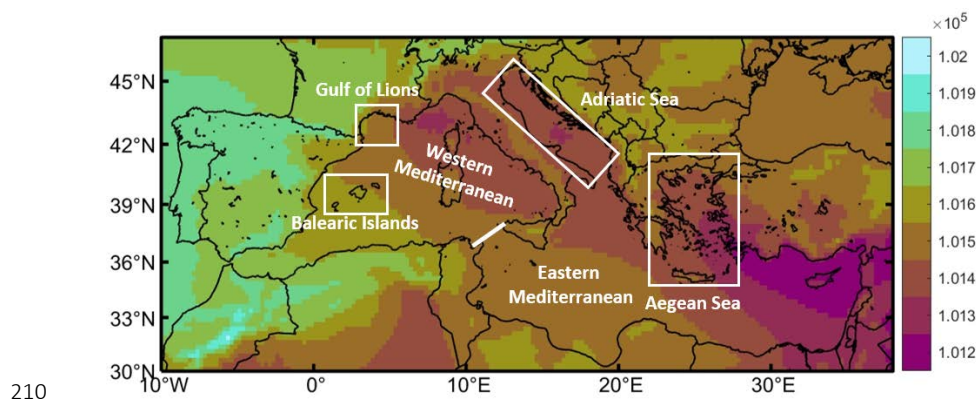 ×10⁵
45°N
42°N
39°N
36°N
33°N
30°N
10°W
0°
10°E
20°E
30°E
Gulf of Lions
Adriatic Sea
Western
Mediterranean
Balearic Islands
Eastern
Mediterranean
Aegean Sea
1.02
1.019
1.018
1.017
1.016
1.015
1.014
1.013
1.012
210